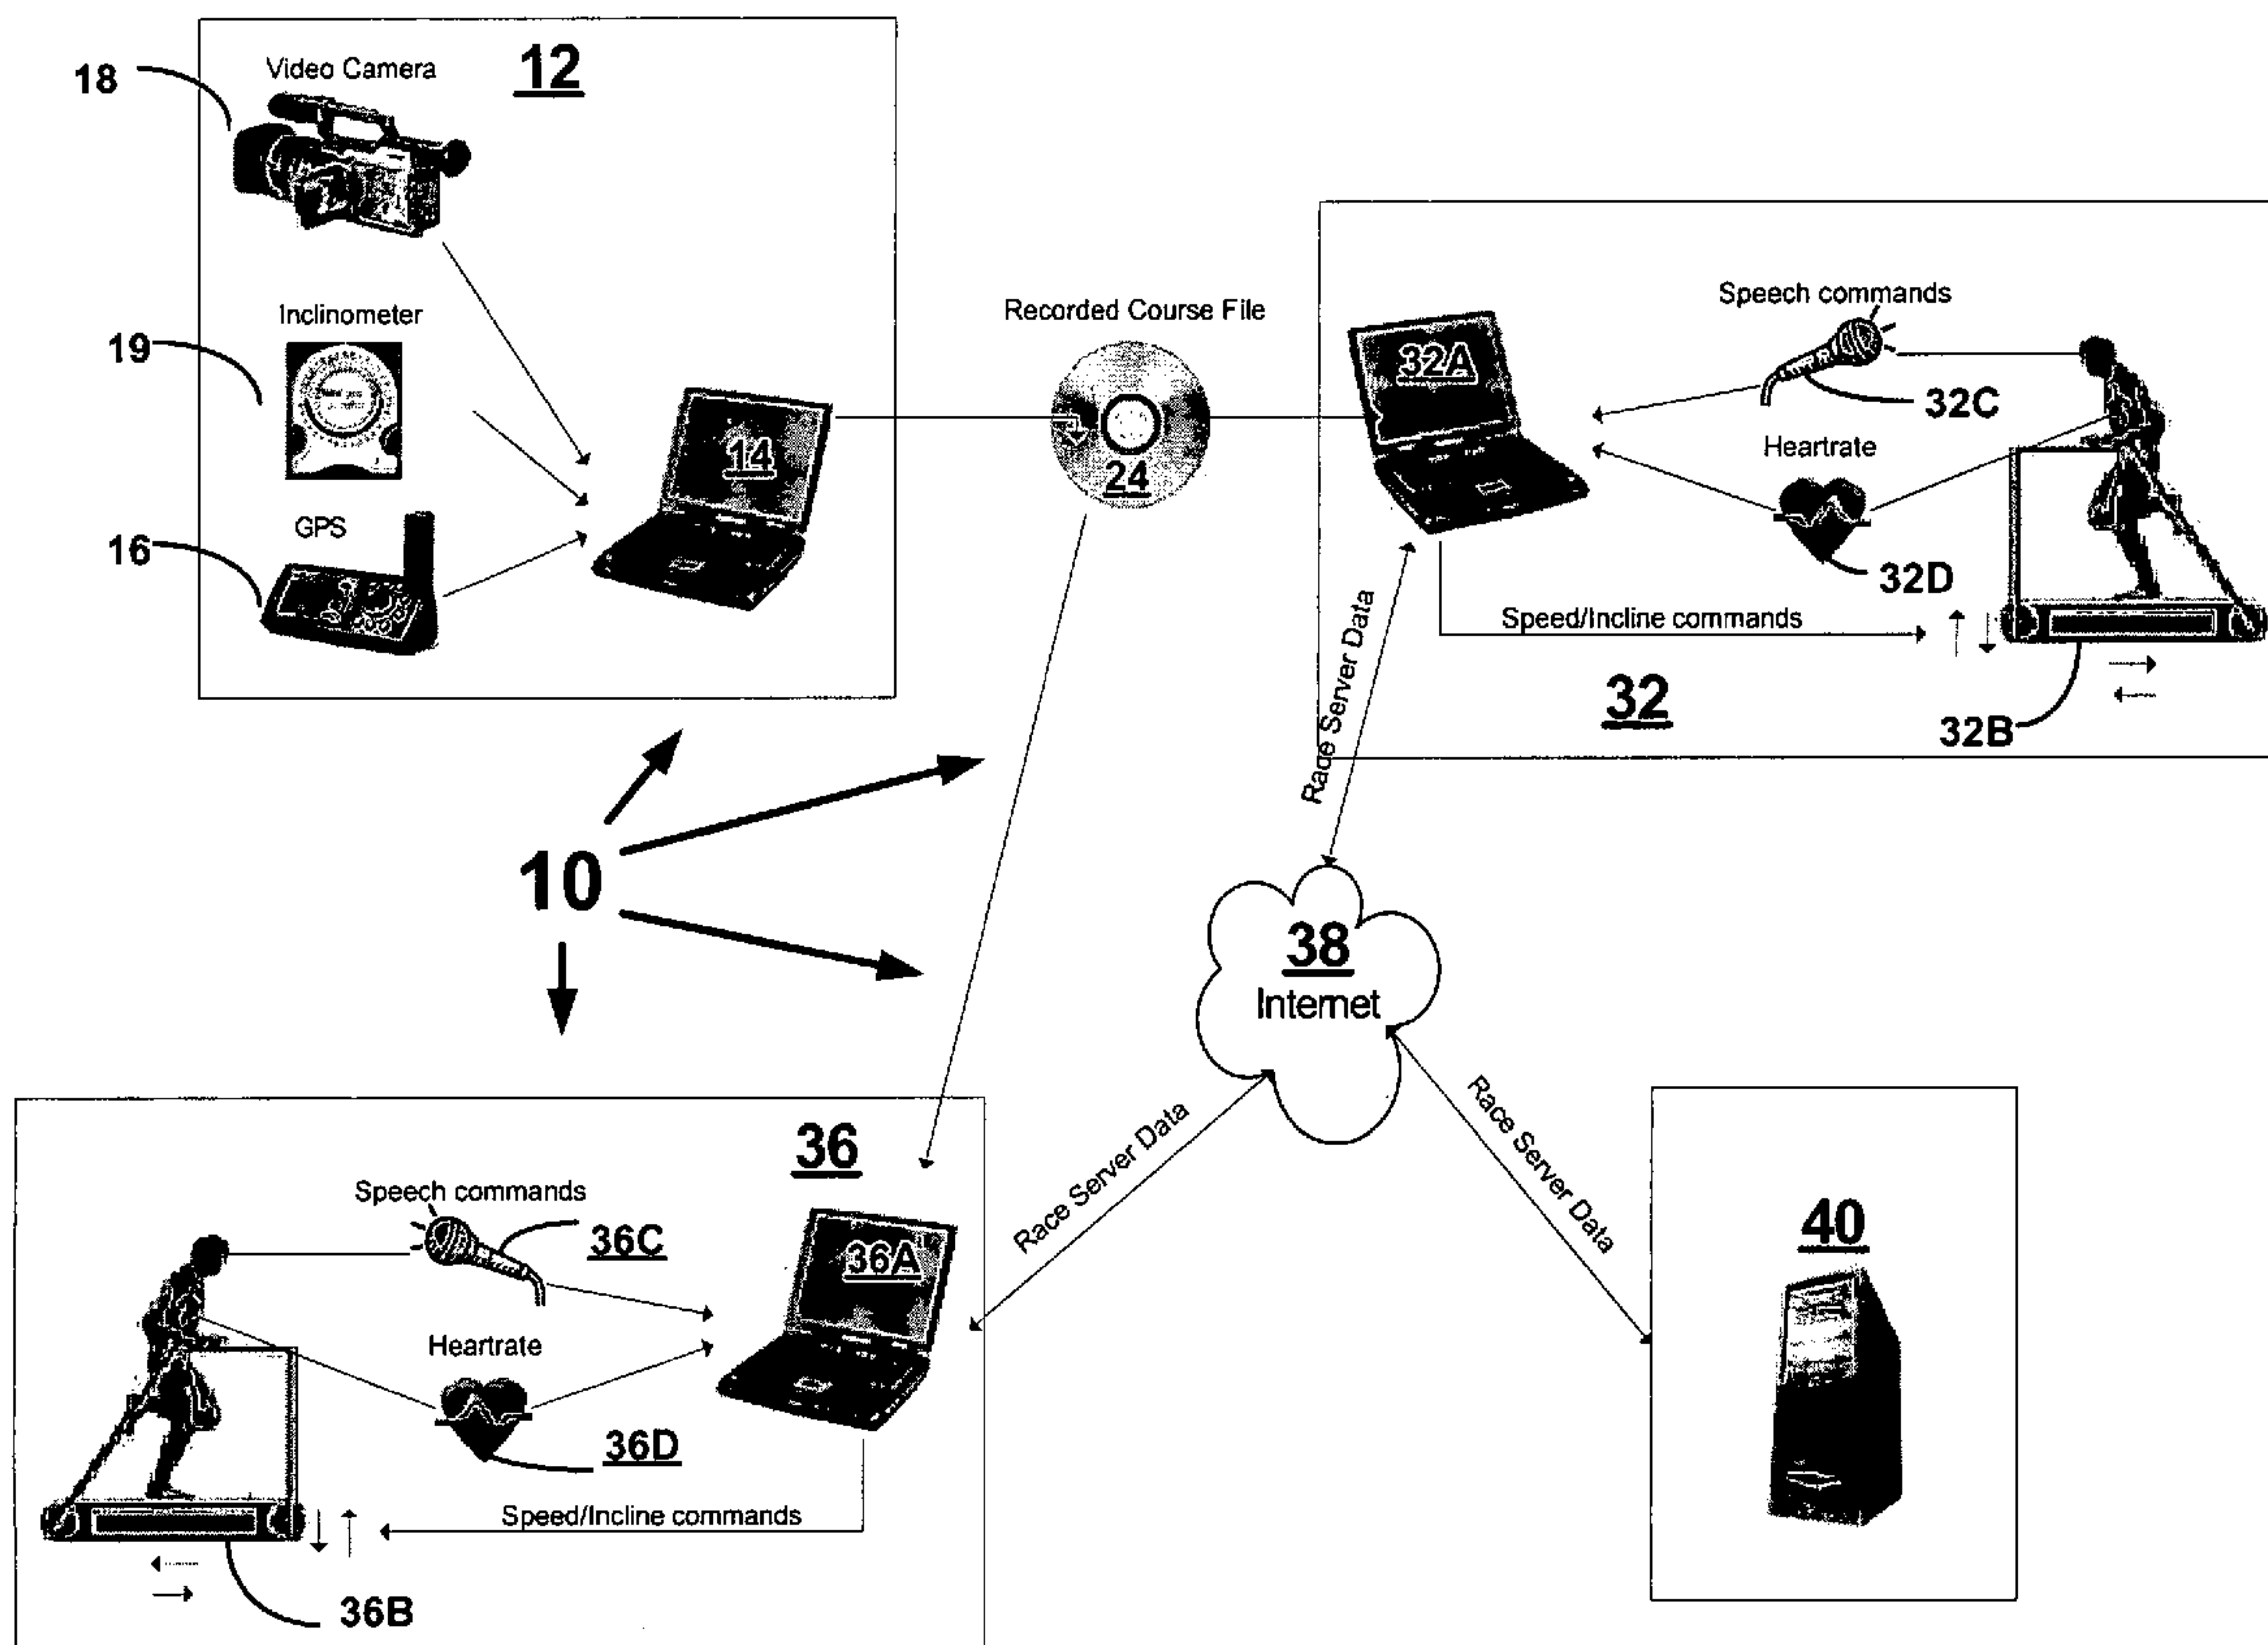 18
Video Camera
12
19
Inclinometer
14
16
GPS
Recorded Course File
24
32A
Speech commands
32C
Heartrate
32D
Speed/Incline commands
32
32B
Race Server Data
10
38
Internet
Race Server Data
Race Server Data
36
Speech commands
36C
36A
Heartrate
36D
Speed/Incline commands
36B
40